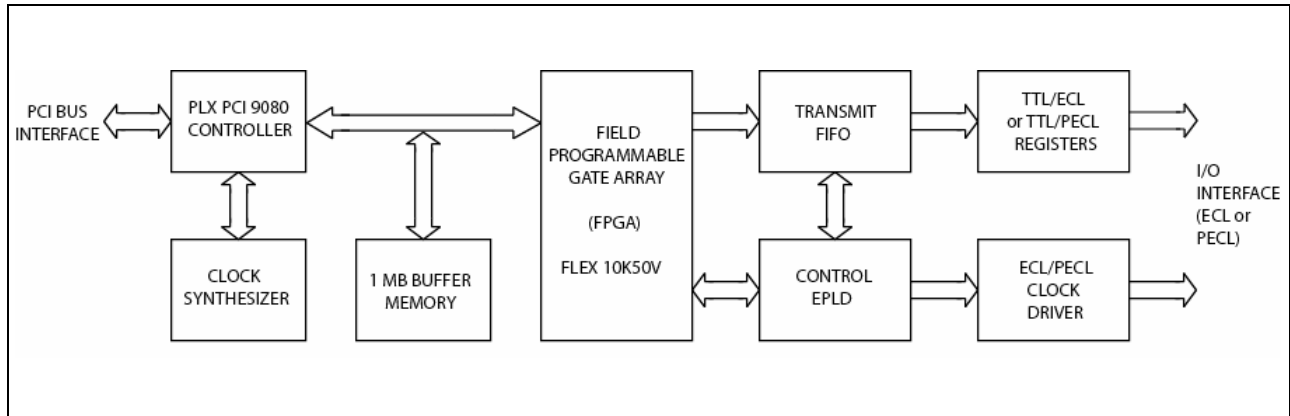 PCI BUS
INTERFACE
PLX PCI 9080
CONTROLLER
CLOCK
SYNTHESIZER
1 MB BUFFER
MEMORY
FIELD
PROGRAMMABLE
GATE ARRAY
(FPGA)
FLEX 10K50V
TRANSMIT
FIFO
CONTROL
EPLD
TTL/ECL
or TTL/PECL
REGISTERS
ECL/PECL
CLOCK
DRIVER
I/O
INTERFACE
(ECL or
PECL)